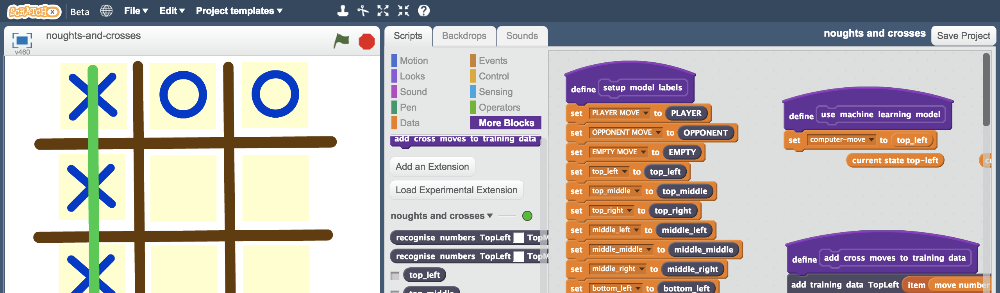 SCRATCHX Beta File Edit Project templates ?
noughts-and-crosses
v460
Scripts Backdrops Sounds
noughts and crosses Save Project
Motion Events
Looks Control
Sound Sensing
Pen Operators
Data More Blocks
add cross moves to training data
Add an Extension
Load Experimental Extension
noughts and crosses
recognise numbers TopLeft
recognise numbers TopLeft
top_left
top_middle
define setup model labels
set PLAYER MOVE to PLAYER
set OPPONENT MOVE to OPPONENT
set EMPTY MOVE to EMPTY
set top_left to top_left
set top_middle to top_middle
set top_right to top_right
set middle_left to middle_left
set middle_middle to middle_middle
set middle_right to middle_right
set bottom_left to bottom_left
define use machine learning model
set computer-move to top_left
current state top-left
define add cross moves to training data
add training data TopLeft item move number